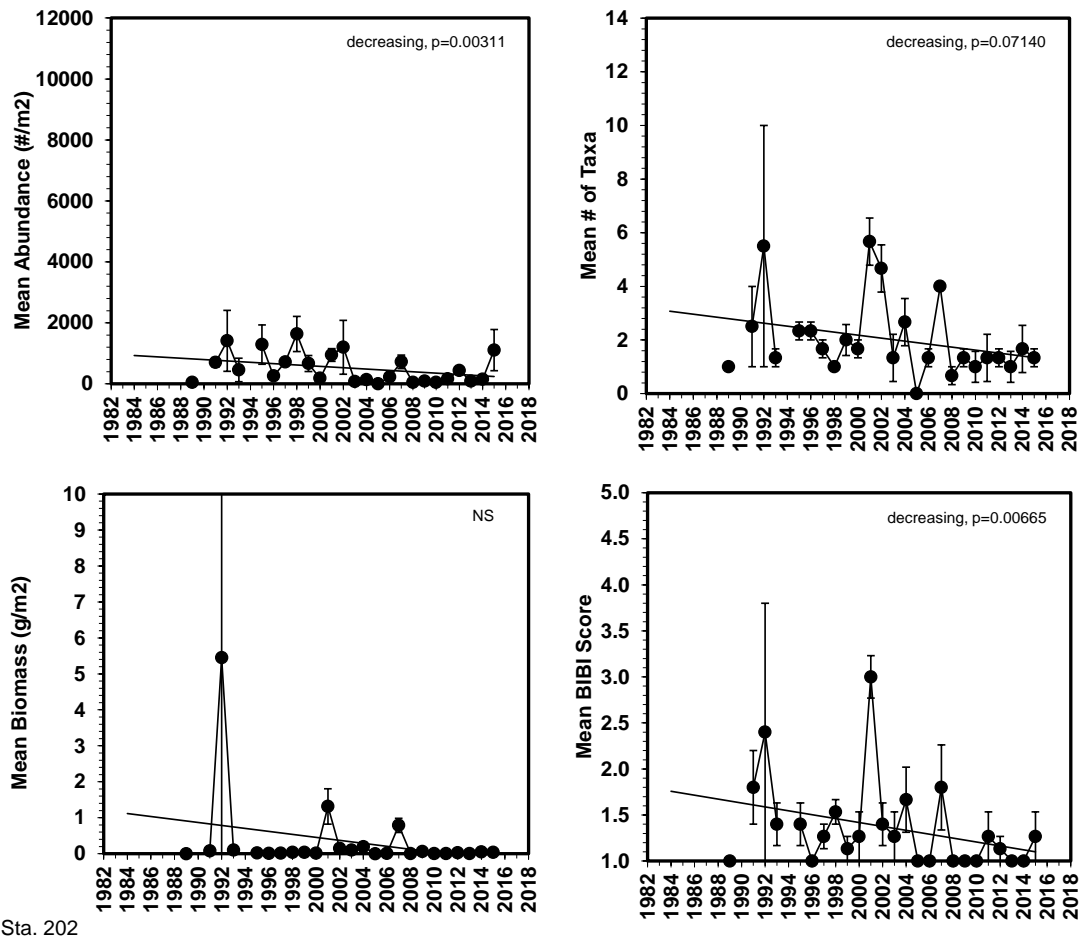 12000
10000
8000
6000
4000
2000
0
Mean Abundance (#/m2)
decreasing, p=0.00311
1982 1984 1986 1988 1990 1992 1994 1996 1998 2000 2002 2004 2006 2008 2010 2012 2014 2016 2018
14
12
10
8
6
4
2
0
Mean # of Taxa
decreasing, p=0.07140
1982 1984 1986 1988 1990 1992 1994 1996 1998 2000 2002 2004 2006 2008 2010 2012 2014 2016 2018
10
9
8
7
6
5
4
3
2
1
0
Mean Biomass (g/m2)
NS
1982 1984 1986 1988 1990 1992 1994 1996 1998 2000 2002 2004 2006 2008 2010 2012 2014 2016 2018
5.0
4.5
4.0
3.5
3.0
2.5
2.0
1.5
1.0
Mean BIBI Score
decreasing, p=0.00665
1982 1984 1986 1988 1990 1992 1994 1996 1998 2000 2002 2004 2006 2008 2010 2012 2014 2016 2018
Sta. 202